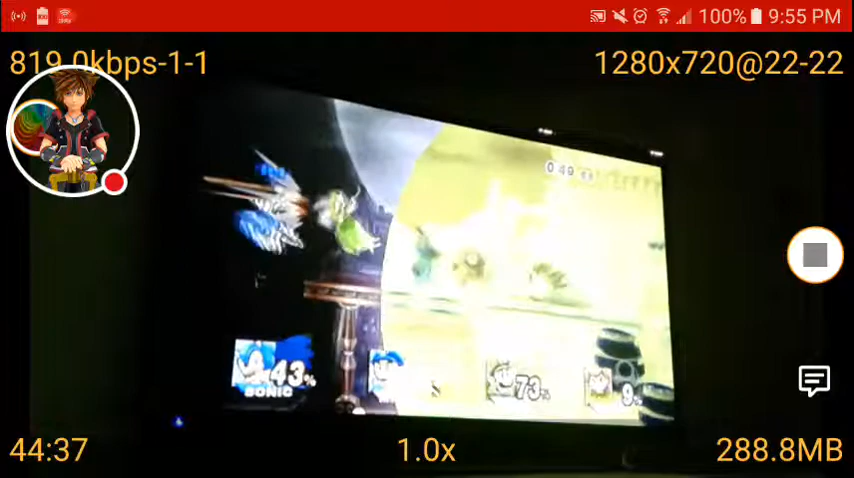 100% 9:55 PM
819.0kbps-1-1
1280x720@22-22
0:49
43%
SONIC
73%
9%
44:37
1.0x
288.8MB